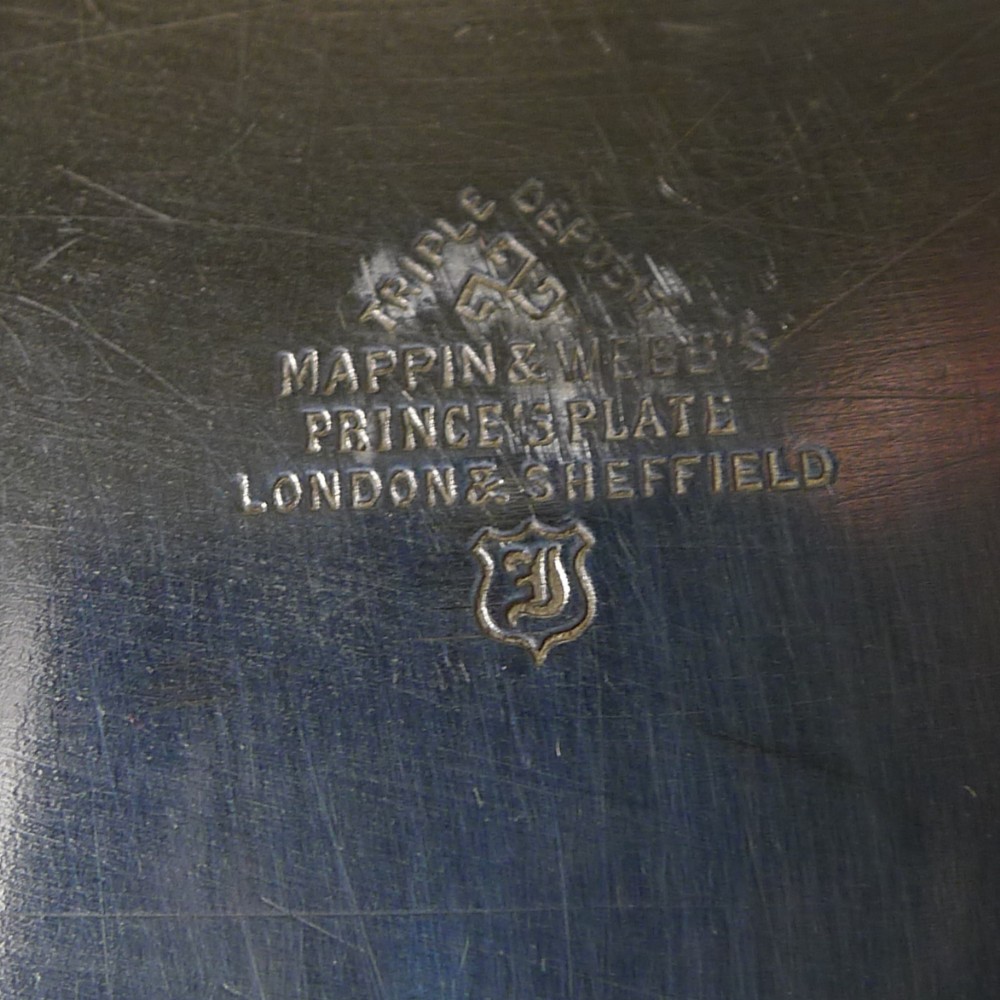 TRIPLE DEPOSIT
MAPPIN & WEBB'S
PRINCE'S PLATE
LONDON & SHEFFIELD